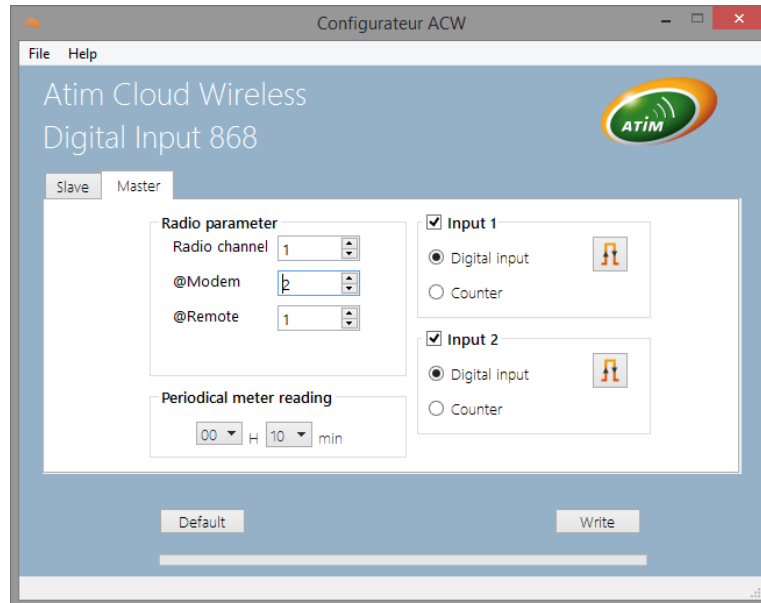 Configurateur ACW
File Help
Atim Cloud Wireless
Digital Input 868
ATIM
Slave Master
Radio parameter
Radio channel 1
@Modem 2
@Remote 1
Periodical meter reading
00 H 10 min
Input 1
Digital input
Counter
Input 2
Digital input
Counter
Default Write